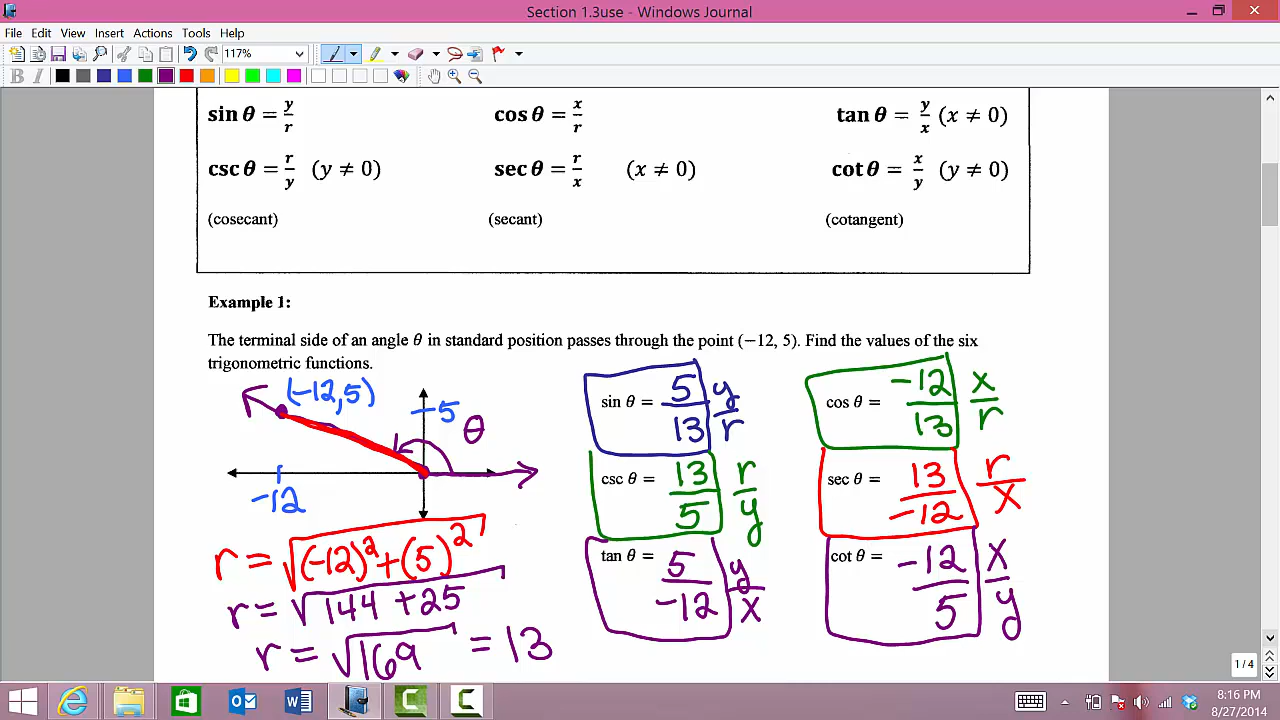 Section 1.3use - Windows Journal
File Edit View Insert Actions Tools Help
117%
B I
sin θ = y/r cos θ = x/r tan θ = y/x (x ≠ 0)
csc θ = r/y (y ≠ 0) sec θ = r/x (x ≠ 0) cot θ = x/y (y ≠ 0)
(cosecant) (secant) (cotangent)
Example 1:
The terminal side of an angle θ in standard position passes through the point (−12, 5). Find the values of the six
trigonometric functions.
(-12,5)
5
θ
-12
r = √(-12)² + (5)²
r = √144 + 25
r = √169 = 13
sin θ = 5/13 y/r
cos θ = -12/13 x/r
csc θ = 13/5 r/y
sec θ = 13/-12 r/x
tan θ = 5/-12 y/x
cot θ = -12/5 x/y
1/4
8:16 PM
8/27/2014